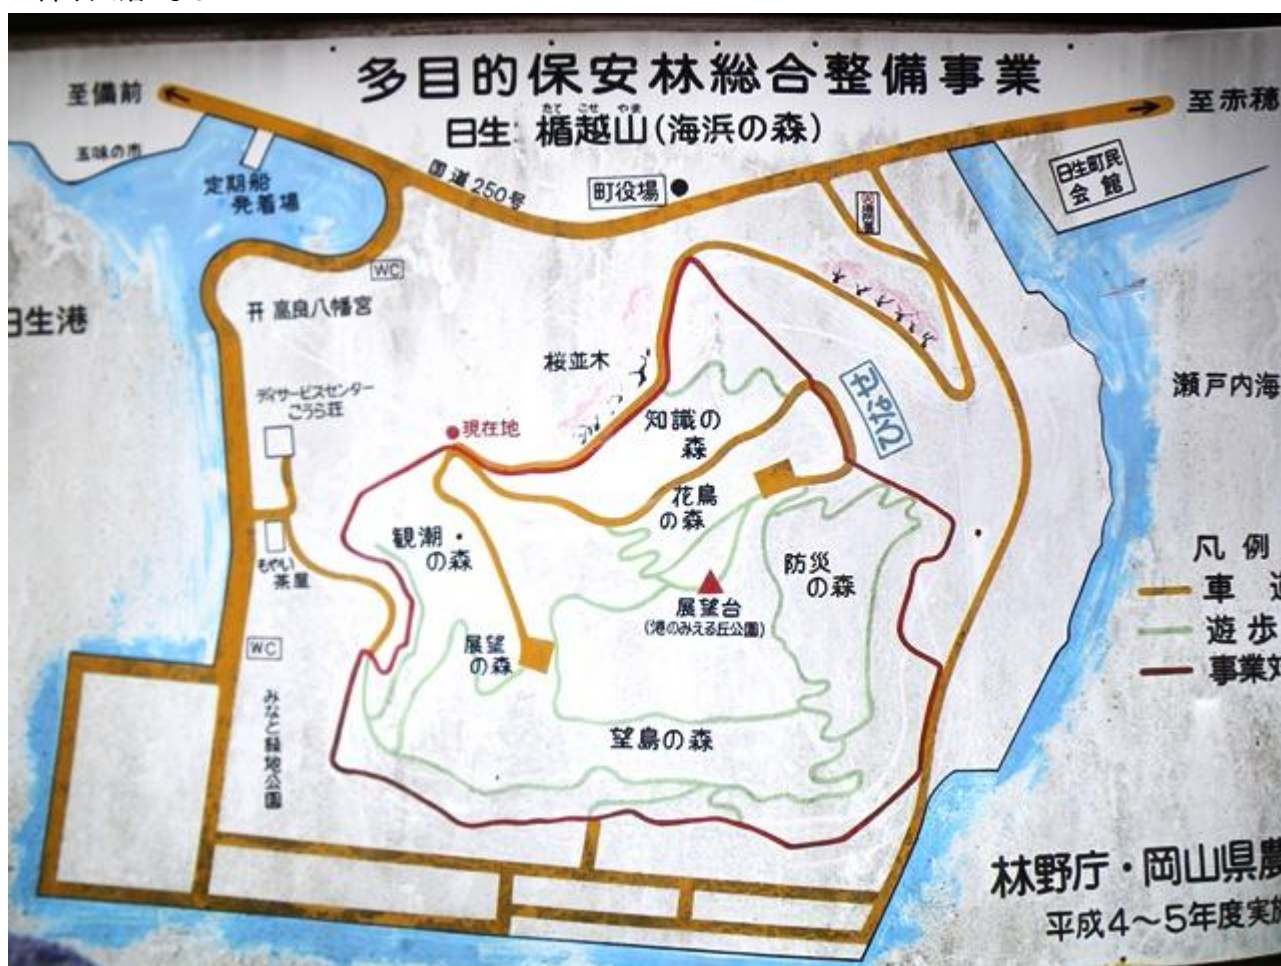 多目的保安林総合整備事業
日生: 楯越山(海浜の森)
たて こせ やま
至備前
至赤穂
五味の市
定期船
発着場
国道250号
町役場
日生町民
会館
WC
日生港
高良八幡宮
桜並木
瀬戸内海
デイサービスセンター
こうら荘
現在地
知識の
森
ひなせ
花鳥
の森
観潮・
の森
防災
の森
凡例
車
遊歩
事業
もやい
茶屋
展望台
(港のみえる丘公園)
展望
の森
WC
みなと緑地公園
望島の森
林野庁・岡山県農
平成4~5年度実施